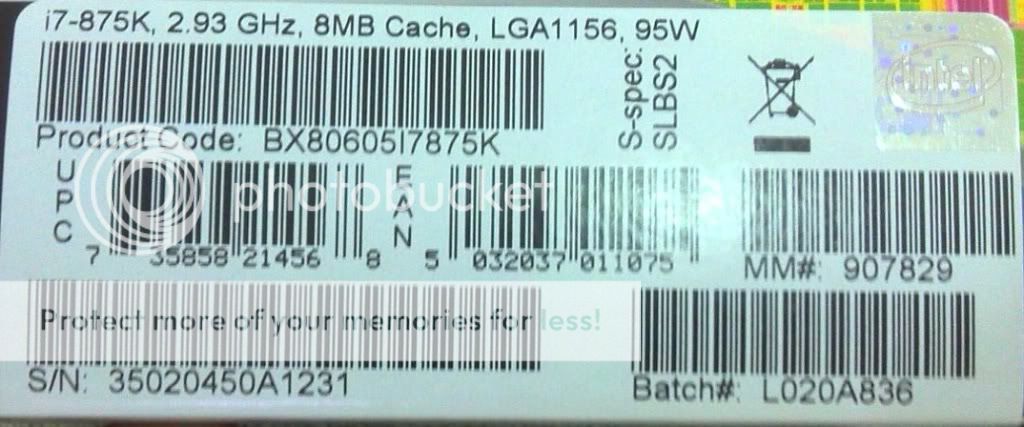 i7-875K, 2.93 GHz, 8MB Cache, LGA1156, 95W
S-spec:
SLBS2
intel
Product Code: BX80605I7875K
UPC
7 35858 21456 8
EAN
5 032037 011075
MM#: 907829
photobucket
Protect more of your memories for less!
S/N: 35020450A1231
Batch#: L020A836